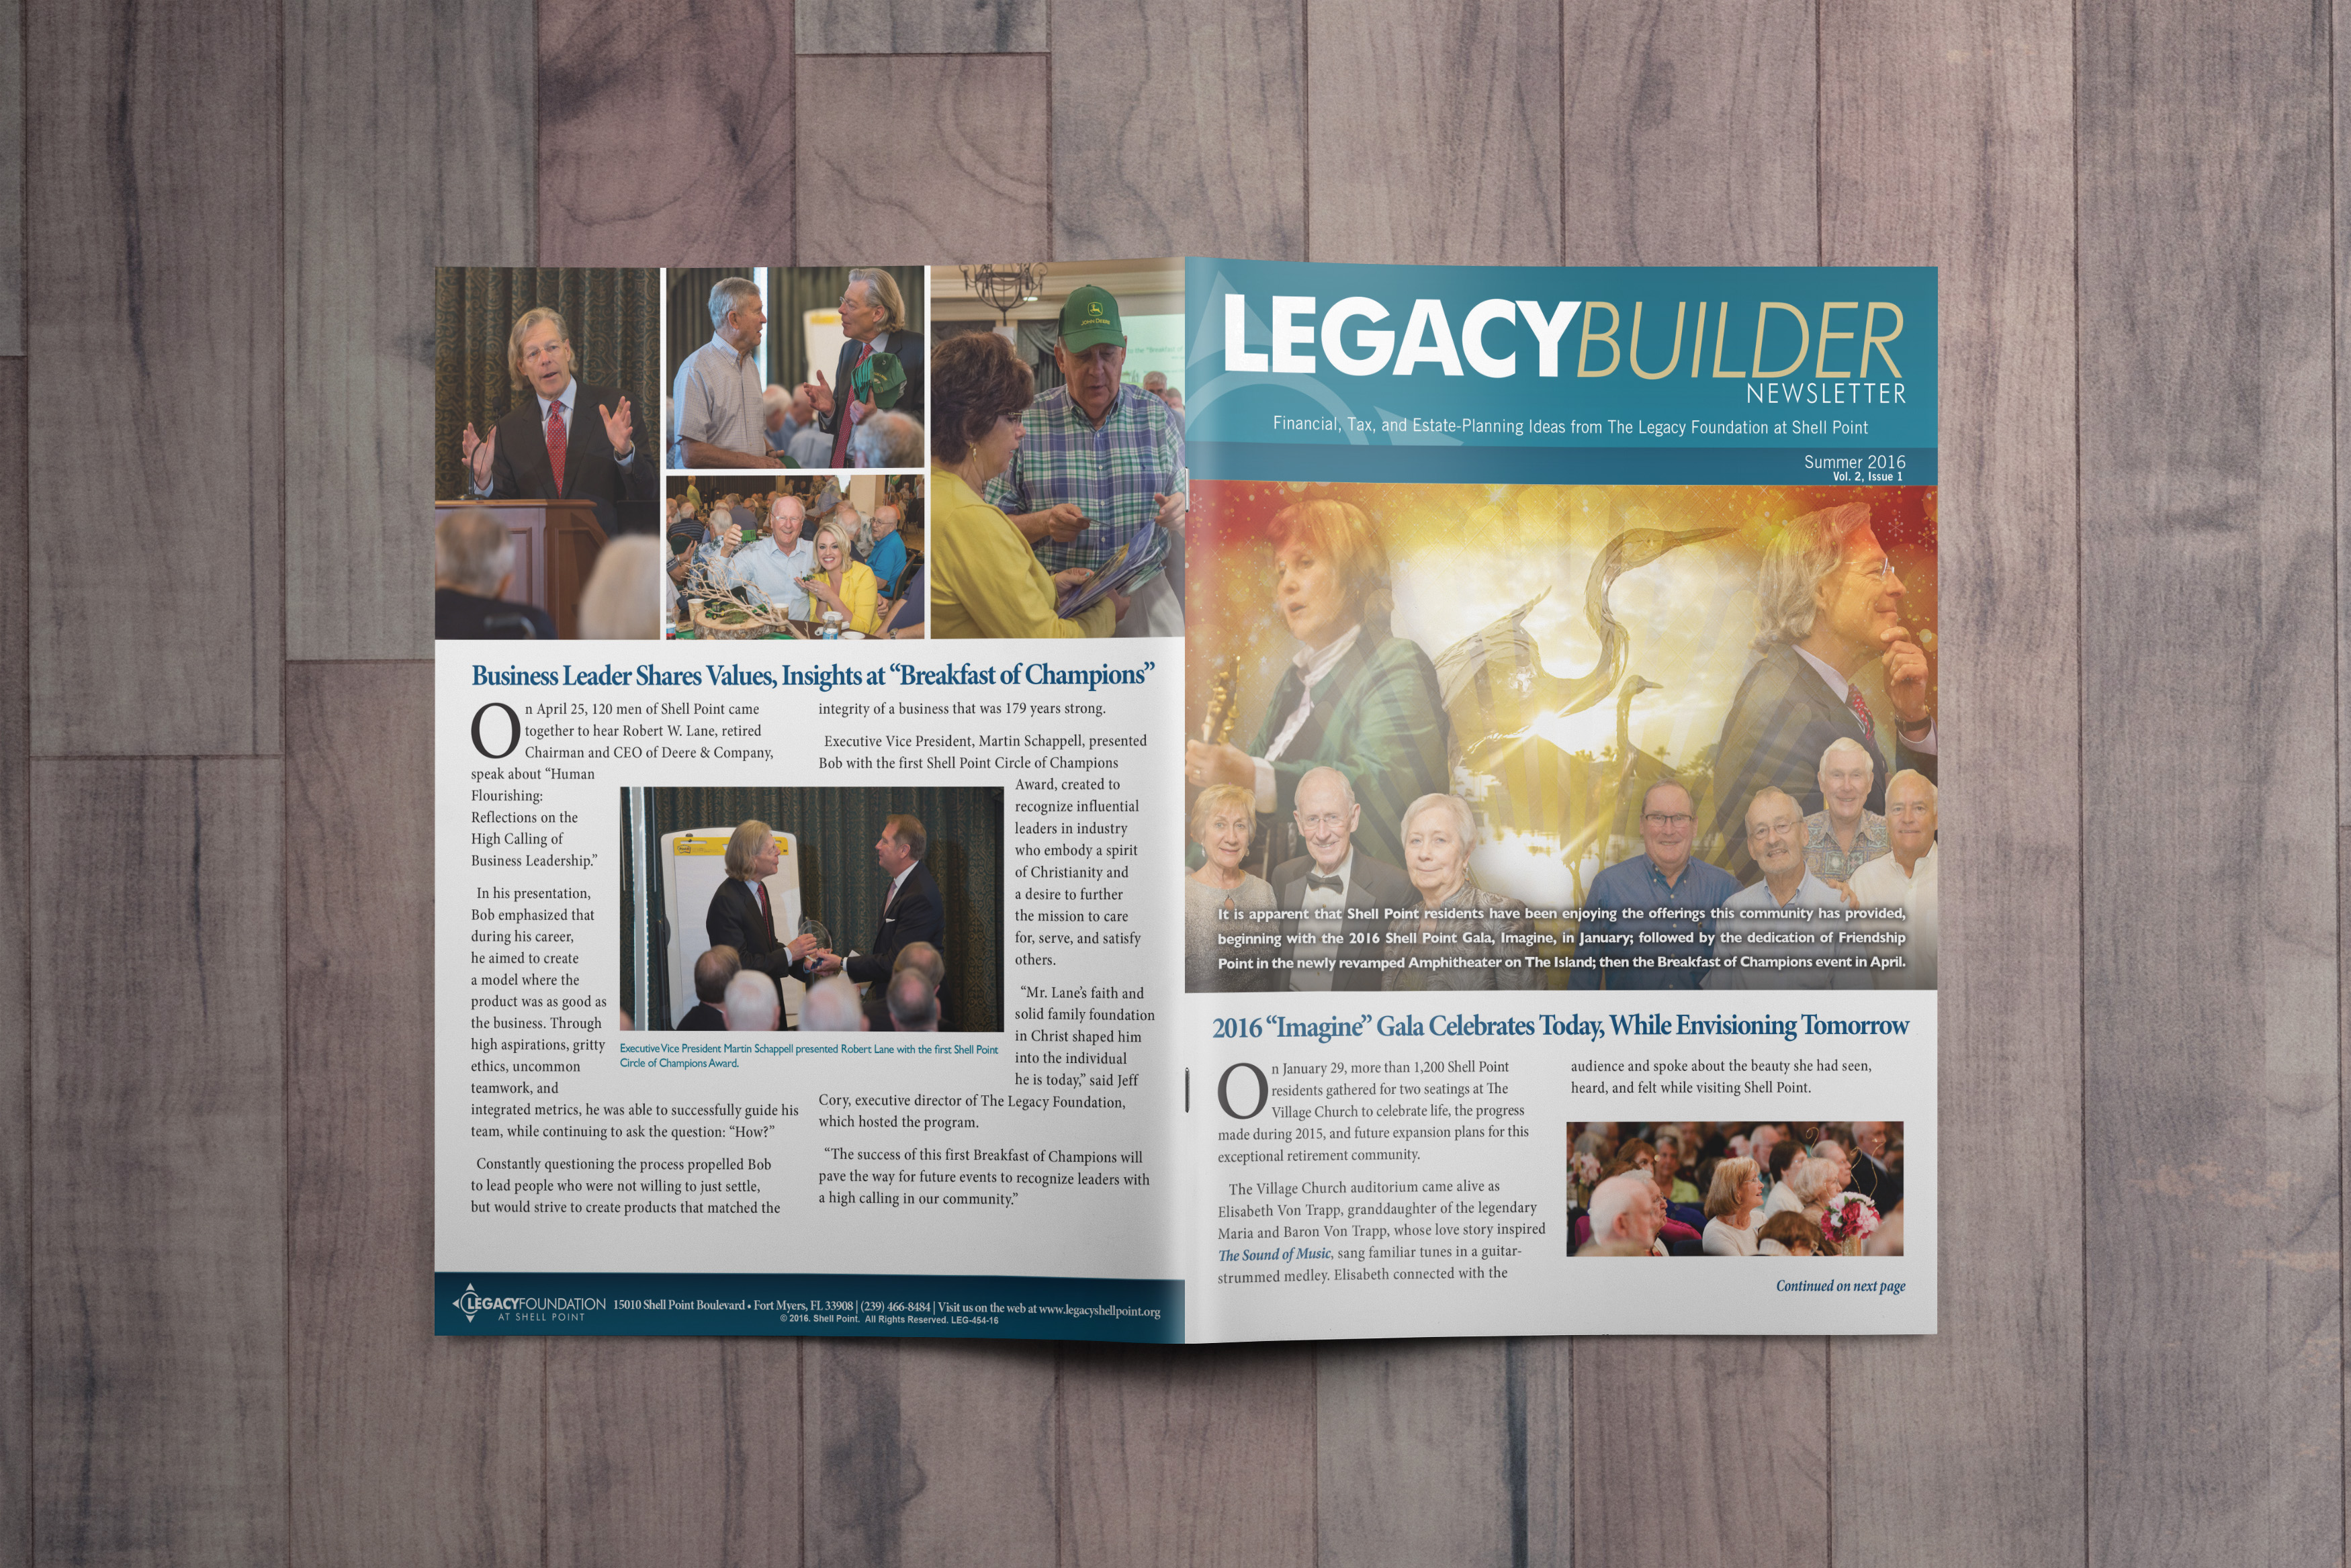 JOHN DEERE
Business Leader Shares Values, Insights at “Breakfast of Champions”
On April 25, 120 men of Shell Point came
together to hear Robert W. Lane, retired
Chairman and CEO of Deere & Company,
speak about “Human
Flourishing:
Reflections on the
High Calling of
Business Leadership.”
In his presentation,
Bob emphasized that
during his career,
he aimed to create
a model where the
product was as good as
the business. Through
high aspirations, gritty
ethics, uncommon
teamwork, and
integrated metrics, he was able to successfully guide his
team, while continuing to ask the question: “How?”
Constantly questioning the process propelled Bob
to lead people who were not willing to just settle,
but would strive to create products that matched the
integrity of a business that was 179 years strong.
Executive Vice President, Martin Schappell, presented
Bob with the first Shell Point Circle of Champions
Award, created to
recognize influential
leaders in industry
who embody a spirit
of Christianity and
a desire to further
the mission to care
for, serve, and satisfy
others.
“Mr. Lane’s faith and
solid family foundation
in Christ shaped him
into the individual
he is today,” said Jeff
Cory, executive director of The Legacy Foundation,
which hosted the program.
“The success of this first Breakfast of Champions will
pave the way for future events to recognize leaders with
a high calling in our community.”
Executive Vice President Martin Schappell presented Robert Lane with the first Shell Point
Circle of Champions Award.
LEGACYFOUNDATION
AT SHELL POINT
15010 Shell Point Boulevard • Fort Myers, FL 33908 | (239) 466-8484 | Visit us on the web at www.legacyshellpoint.org
© 2016. Shell Point. All Rights Reserved. LEG-454-16
LEGACYBUILDER
NEWSLETTER
Financial, Tax, and Estate-Planning Ideas from The Legacy Foundation at Shell Point
Summer 2016
Vol. 2, Issue 1
It is apparent that Shell Point residents have been enjoying the offerings this community has provided,
beginning with the 2016 Shell Point Gala, Imagine, in January; followed by the dedication of Friendship
Point in the newly revamped Amphitheater on The Island; then the Breakfast of Champions event in April.
2016 “Imagine” Gala Celebrates Today, While Envisioning Tomorrow
On January 29, more than 1,200 Shell Point
residents gathered for two seatings at The
Village Church to celebrate life, the progress
made during 2015, and future expansion plans for this
exceptional retirement community.
The Village Church auditorium came alive as
Elisabeth Von Trapp, granddaughter of the legendary
Maria and Baron Von Trapp, whose love story inspired
The Sound of Music, sang familiar tunes in a guitar-
strummed medley. Elisabeth connected with the
audience and spoke about the beauty she had seen,
heard, and felt while visiting Shell Point.
Continued on next page